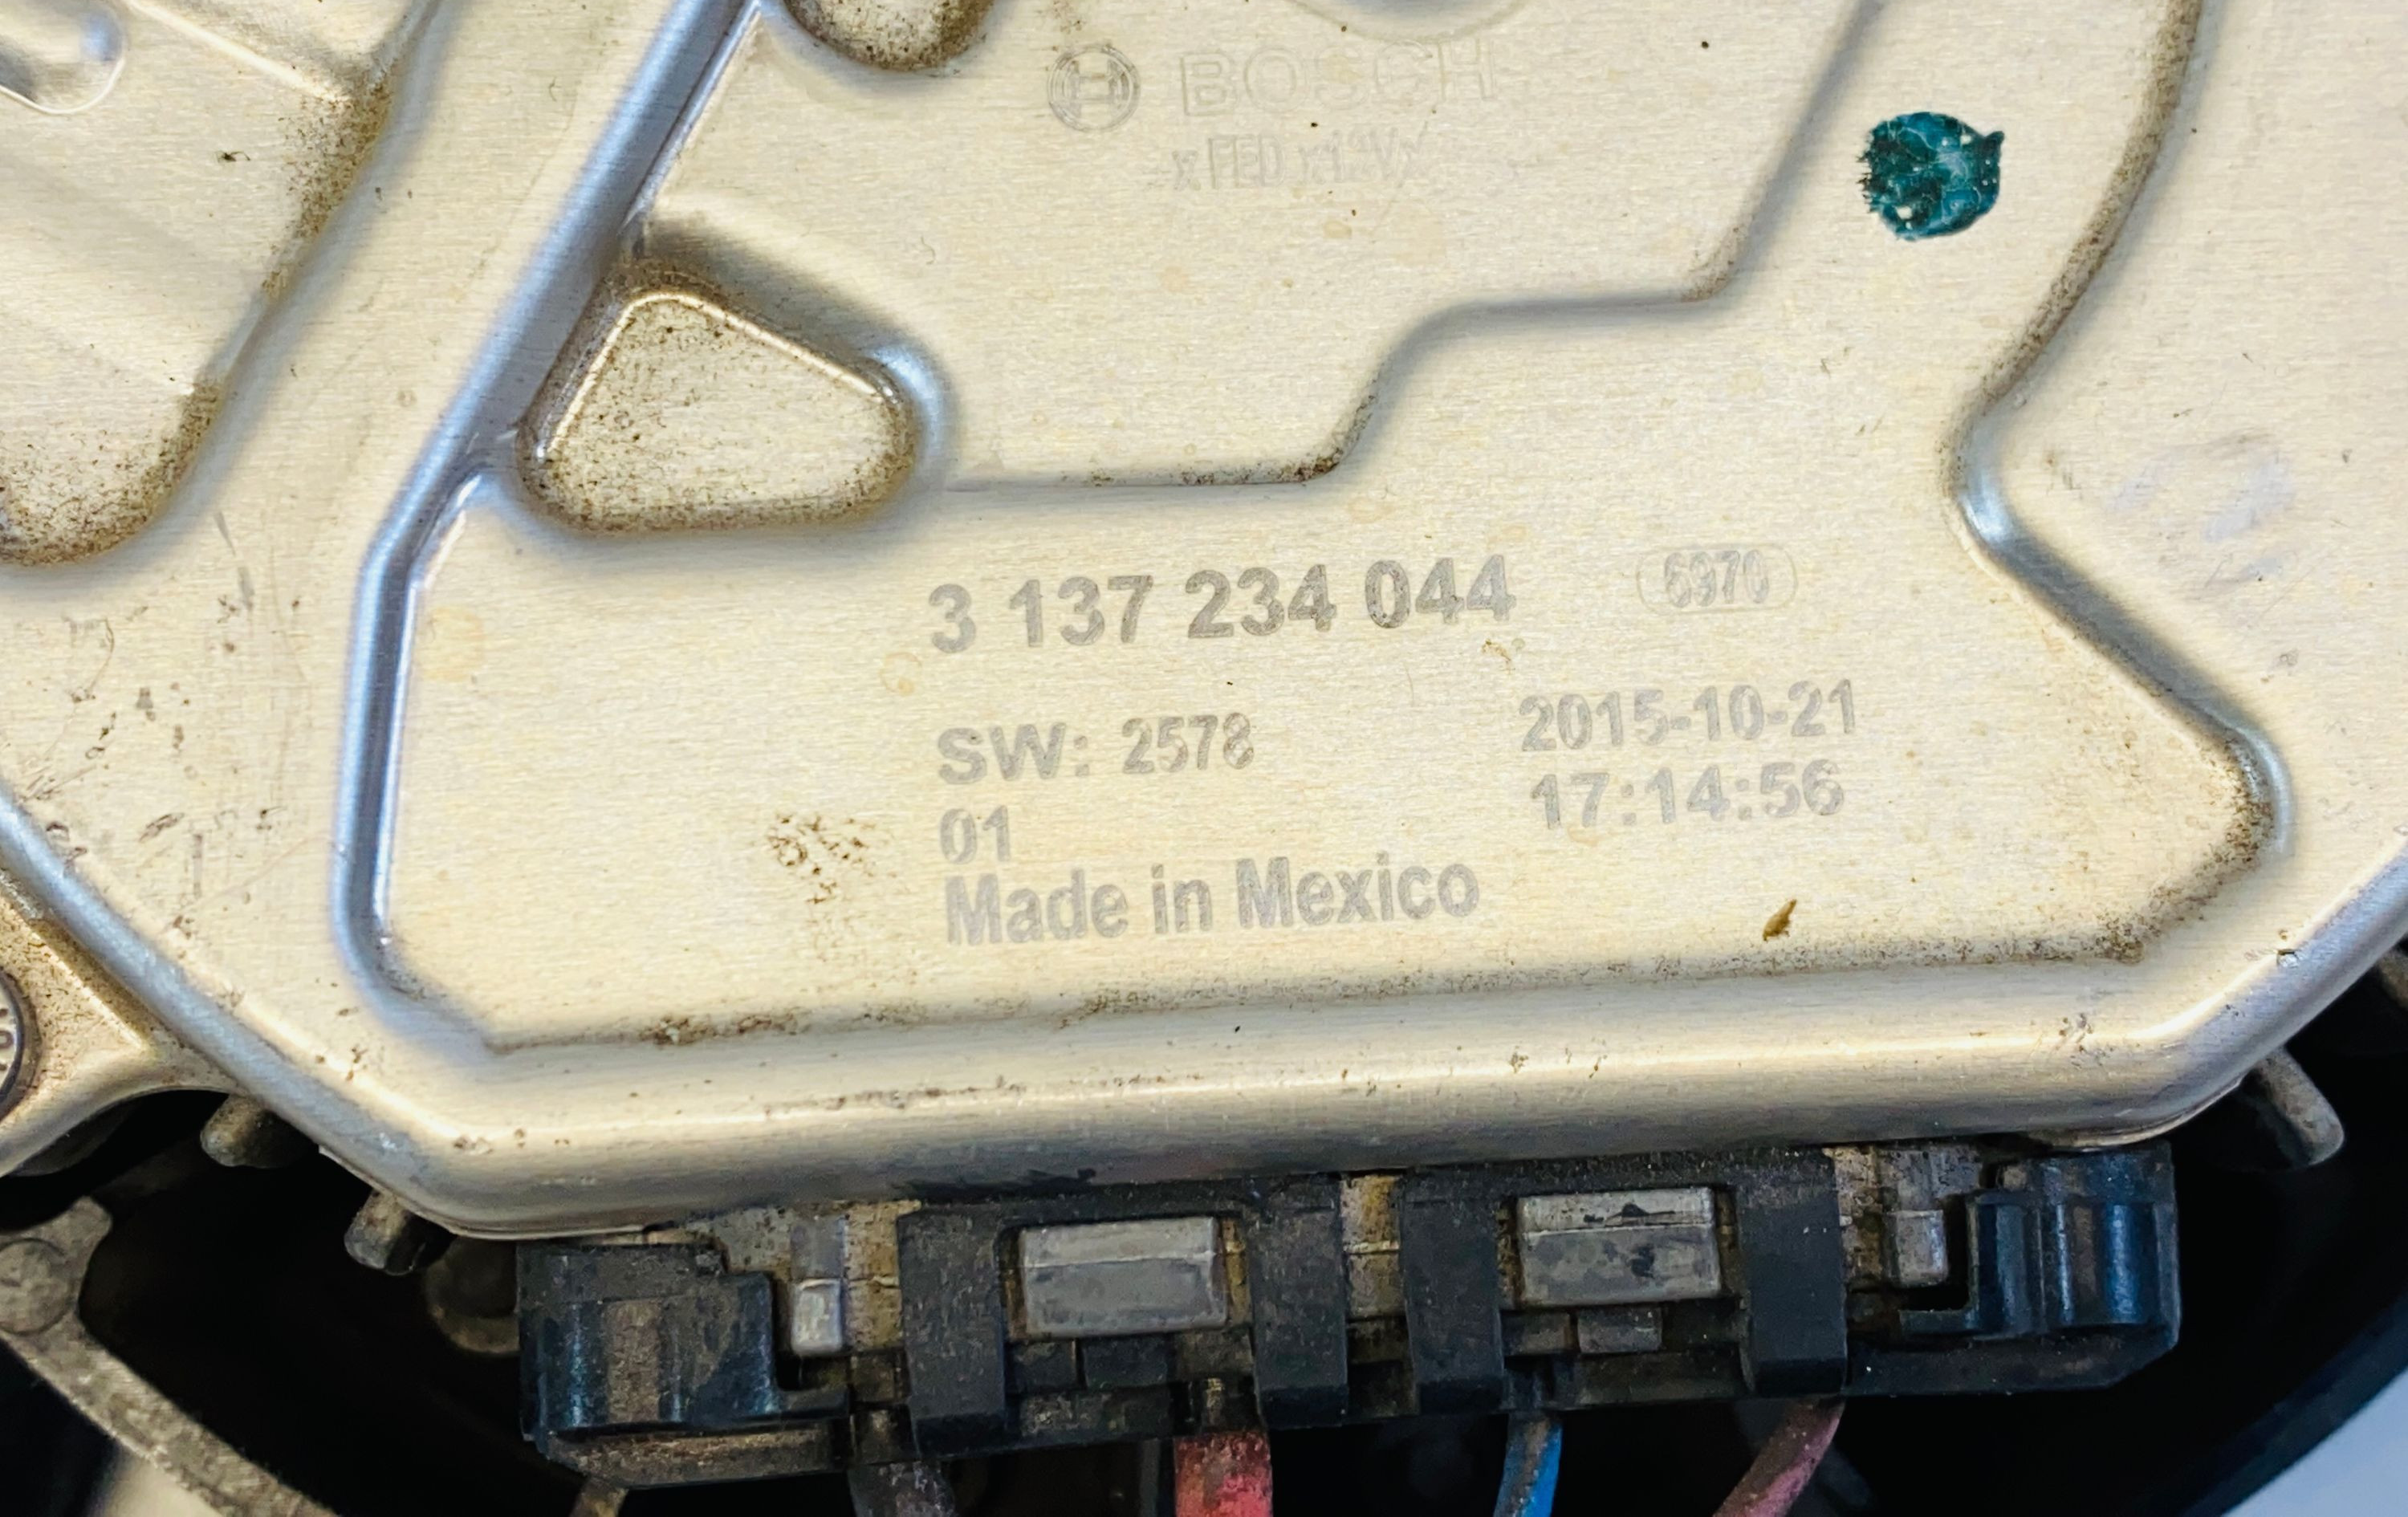 BOSCH
3 137 234 044
6970
SW: 2578
2015-10-21
01
17:14:56
Made in Mexico